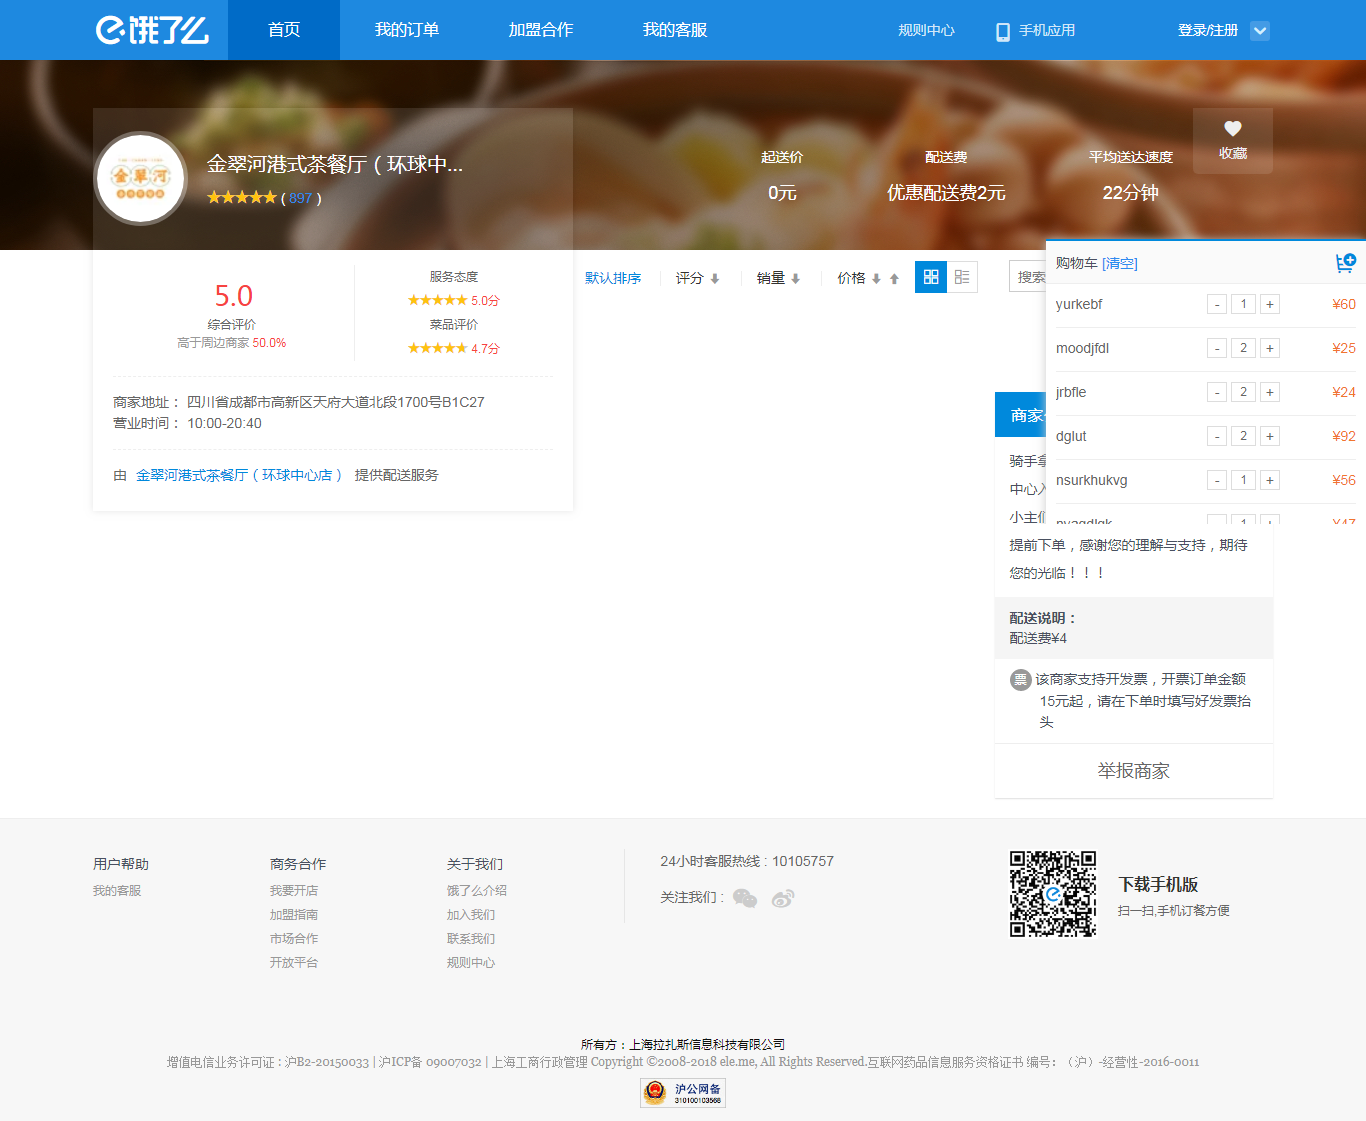 饿了么 首页 我的订单 加盟合作 我的客服 规则中心 手机应用 登录/注册
金翠河
金翠河港式茶餐厅（环球中...
( 897 )
起送价 配送费 平均送达速度
0元 优惠配送费2元 22分钟
收藏
5.0
综合评价
高于周边商家 50.0%
服务态度
5.0分
菜品评价
4.7分
商家地址： 四川省成都市高新区天府大道北段1700号B1C27
营业时间： 10:00-20:40
由 金翠河港式茶餐厅（环球中心店） 提供配送服务
默认排序 评分 销量 价格
搜索
购物车 [清空]
yurkebf - 1 + ¥60
moodjfdl - 2 + ¥25
jrbfle - 2 + ¥24
dglut - 2 + ¥92
nsurkhukvg - 1 + ¥56
1 ¥47
商家
骑手拿
中心入
小主们
提前下单，感谢您的理解与支持，期待
您的光临！！！
配送说明：
配送费¥4
票 该商家支持开发票，开票订单金额
15元起，请在下单时填写好发票抬
头
举报商家
用户帮助
我的客服
商务合作
我要开店
加盟指南
市场合作
开放平台
关于我们
饿了么介绍
加入我们
联系我们
规则中心
24小时客服热线 : 10105757
关注我们 :
下载手机版
扫一扫,手机订餐方便
所有方：上海拉扎斯信息科技有限公司
增值电信业务许可证 : 沪B2-20150033 | 沪ICP备 09007032 | 上海工商行政管理 Copyright ©2008-2018 ele.me, All Rights Reserved.互联网药品信息服务资格证书 编号：（沪）-经营性-2016-0011
沪公网备
310100103568